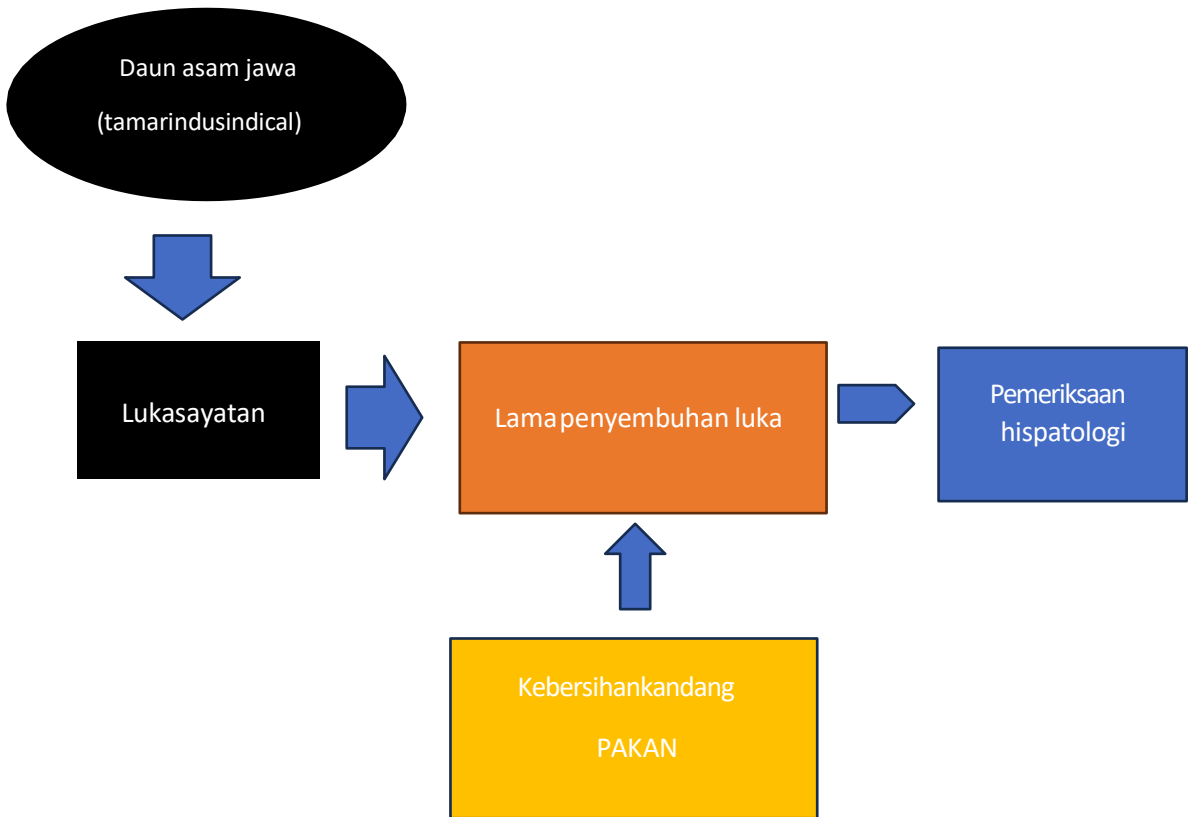 Daun asam jawa
(tamarindusindical)
Lukasayatan
Lamapenyembuhan luka
Pemeriksaan
hispatologi
Kebersihankandang
PAKAN